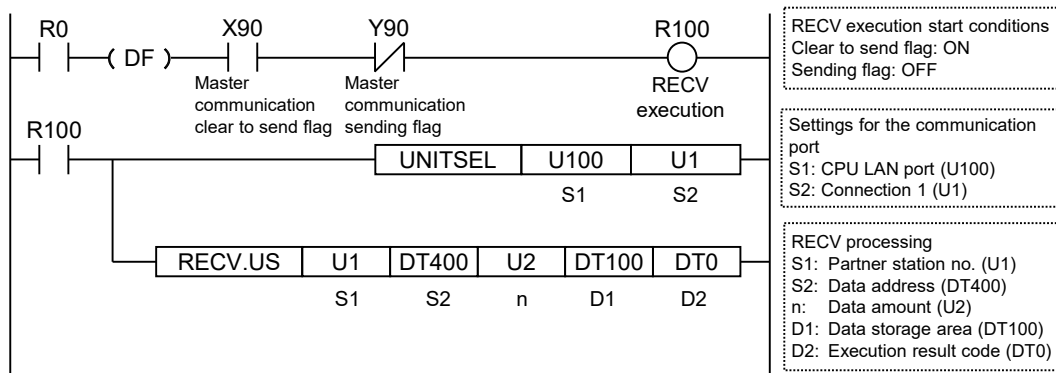 R0
X90
Y90
R100
( DF )
Master
communication
clear to send flag
Master
communication
sending flag
RECV
execution
RECV execution start conditions
Clear to send flag: ON
Sending flag: OFF
R100
UNITSEL U100 U1
S1 S2
Settings for the communication
port
S1: CPU LAN port (U100)
S2: Connection 1 (U1)
RECV.US U1 DT400 U2 DT100 DT0
S1 S2 n D1 D2
RECV processing
S1: Partner station no. (U1)
S2: Data address (DT400)
n: Data amount (U2)
D1: Data storage area (DT100)
D2: Execution result code (DT0)